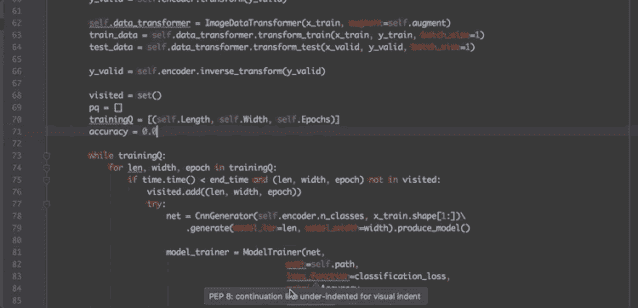 y_valid = self.encoder.transform(y_valid)
61
62 self.data_transformer = ImageDataTransformer(x_train, augment=self.augment)
63 train_data = self.data_transformer.transform_train(x_train, y_train, batch_size=1)
64 test_data = self.data_transformer.transform_test(x_valid, y_valid, batch_size=1)
65
66 y_valid = self.encoder.inverse_transform(y_valid)
67
68 visited = set()
69 pq = []
70 trainingQ = [(self.Length, self.Width, self.Epochs)]
71 accuracy = 0.0
72
73 while trainingQ:
74 for len, width, epoch in trainingQ:
75 if time.time() < end_time and (len, width, epoch) not in visited:
76 visited.add((len, width, epoch))
77 try:
78 net = CnnGenerator(self.encoder.n_classes, x_train.shape[1:])\
79 .generate(model_len=len, model_width=width).produce_model()
80
81 model_trainer = ModelTrainer(net,
82 path=self.path,
83 loss_function=classification_loss,
84 Accuracy,
85
PEP 8: continuation line under-indented for visual indent